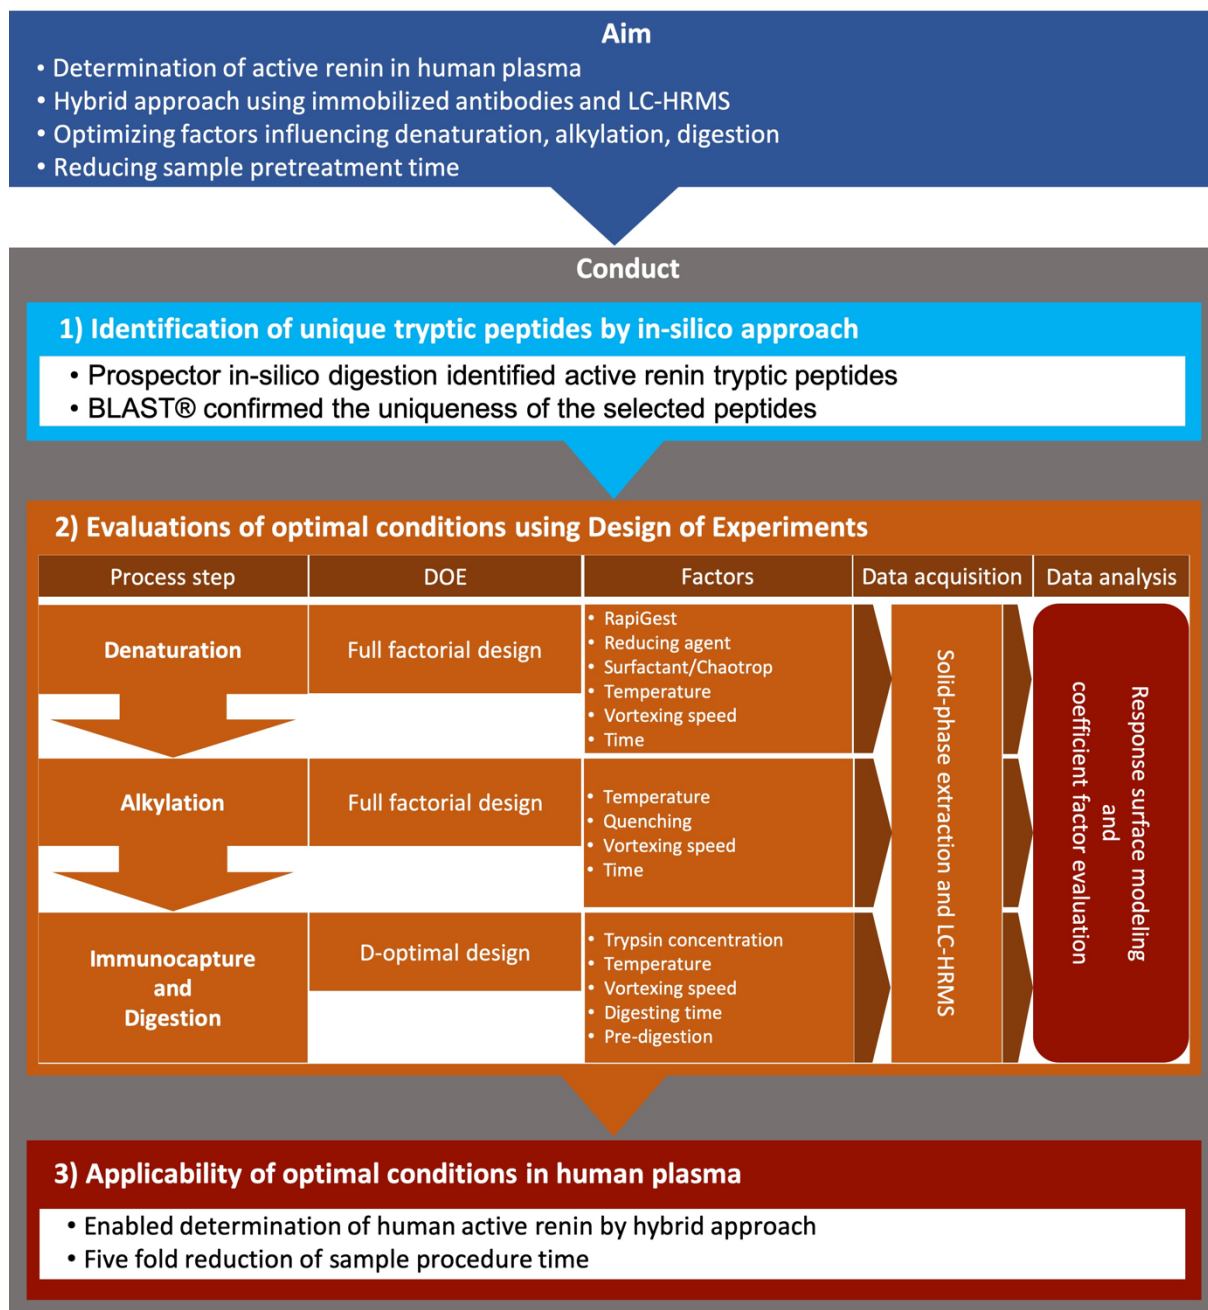 Aim
• Determination of active renin in human plasma
• Hybrid approach using immobilized antibodies and LC-HRMS
• Optimizing factors influencing denaturation, alkylation, digestion
• Reducing sample pretreatment time
Conduct
1) Identification of unique tryptic peptides by in-silico approach
• Prospector in-silico digestion identified active renin tryptic peptides
• BLAST® confirmed the uniqueness of the selected peptides
2) Evaluations of optimal conditions using Design of Experiments
Process step
DOE
Factors
Data acquisition
Data analysis
Denaturation
Full factorial design
• RapiGest
• Reducing agent
• Surfactant/Chaotrop
• Temperature
• Vortexing speed
• Time
Alkylation
Full factorial design
• Temperature
• Quenching
• Vortexing speed
• Time
Immunocapture
and
Digestion
D-optimal design
• Trypsin concentration
• Temperature
• Vortexing speed
• Digesting time
• Pre-digestion
Solid-phase extraction and LC-HRMS
Response surface modeling
and
coefficient factor evaluation
3) Applicability of optimal conditions in human plasma
• Enabled determination of human active renin by hybrid approach
• Five fold reduction of sample procedure time